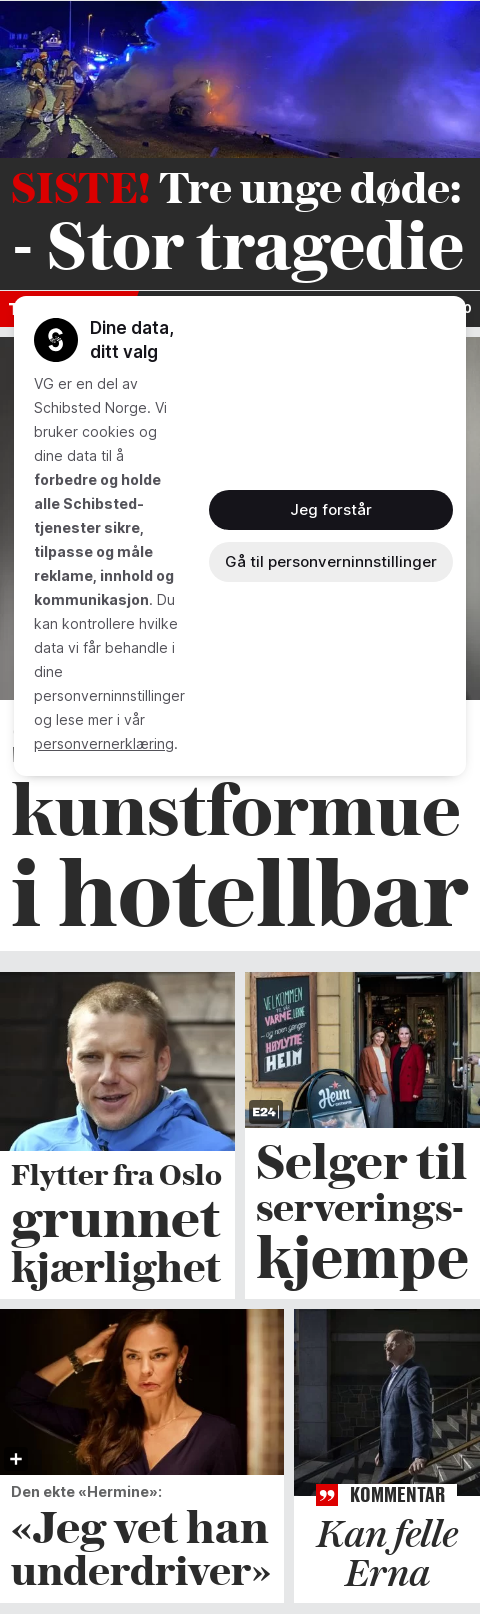 SISTE! Tre unge døde:
- Stor tragedie
Dine data,
ditt valg
VG er en del av
Schibsted Norge. Vi
bruker cookies og
dine data til å
forbedre og holde
alle Schibsted-
tjenester sikre,
tilpasse og måle
reklame, innhold og
kommunikasjon. Du
kan kontrollere hvilke
data vi får behandle i
dine
personverninnstillinger
og lese mer i vår
personvernerklæring.
Jeg forstår
Gå til personverninnstillinger
kunstformue
i hotellbar
VELKOMMEN
VARME
HØYLYTTE
HEIM
Heim
E24
Flytter fra Oslo
grunnet
kjærlighet
Selger til
serverings-
kjempe
Den ekte «Hermine»:
«Jeg vet han
underdriver»
KOMMENTAR
Kan felle
Erna